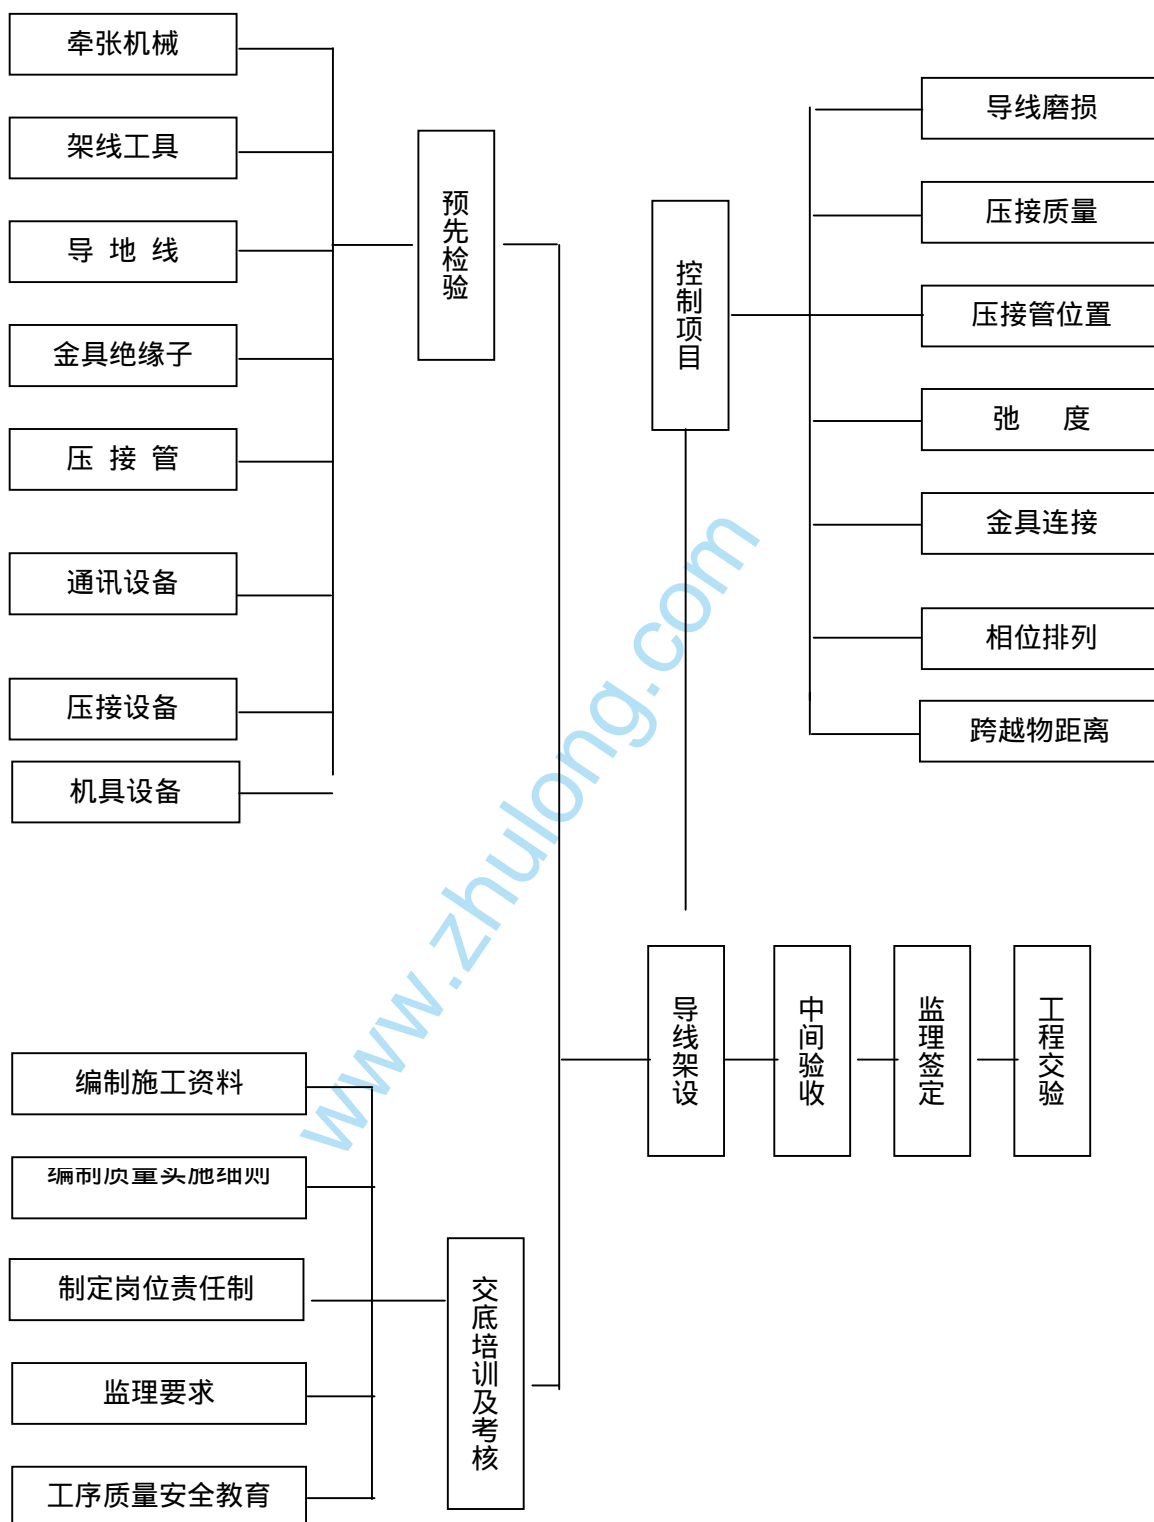 牵张机械
架线工具
导 地 线
金具绝缘子
压 接 管
通讯设备
压接设备
机具设备
预先检验
控制项目
导线磨损
压接质量
压接管位置
弛 度
金具连接
相位排列
跨越物距离
导线架设
中间验收
监理签定
工程交验
编制施工资料
编制质量实施细则
制定岗位责任制
监理要求
工序质量安全教育
交底培训及考核
www.zhulong.com